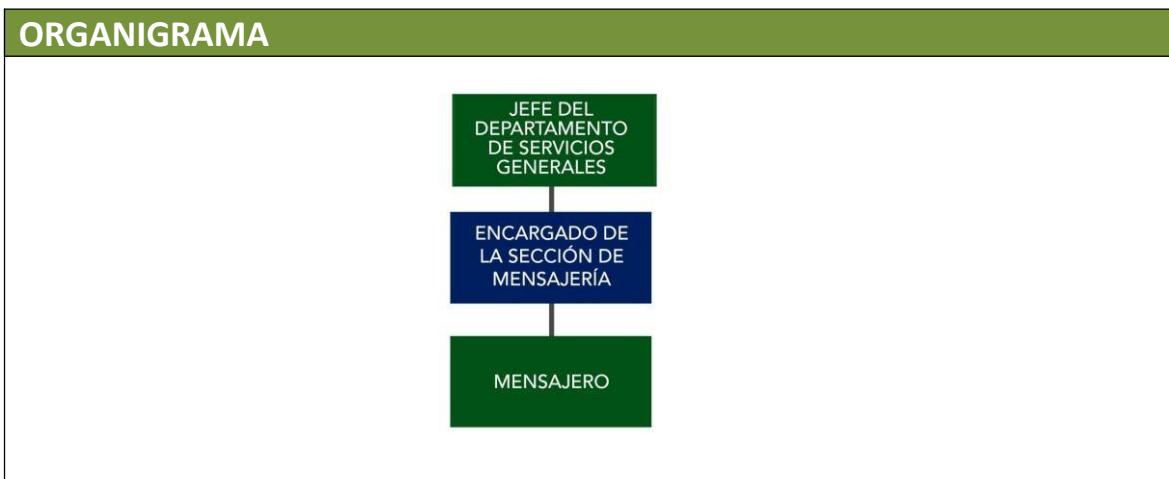 ORGANIGRAMA
JEFE DEL
DEPARTAMENTO
DE SERVICIOS
GENERALES
ENCARGADO DE
LA SECCIÓN DE
MENSAJERÍA
MENSAJERO